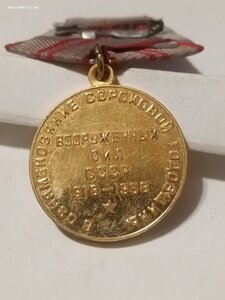 В ОЗНАМЕНОВАНИЕ СОРОКОВОЙ ГОДОВЩИНЫ
ВООРУЖЕННЫХ
СИЛ
СССР
1918-1958